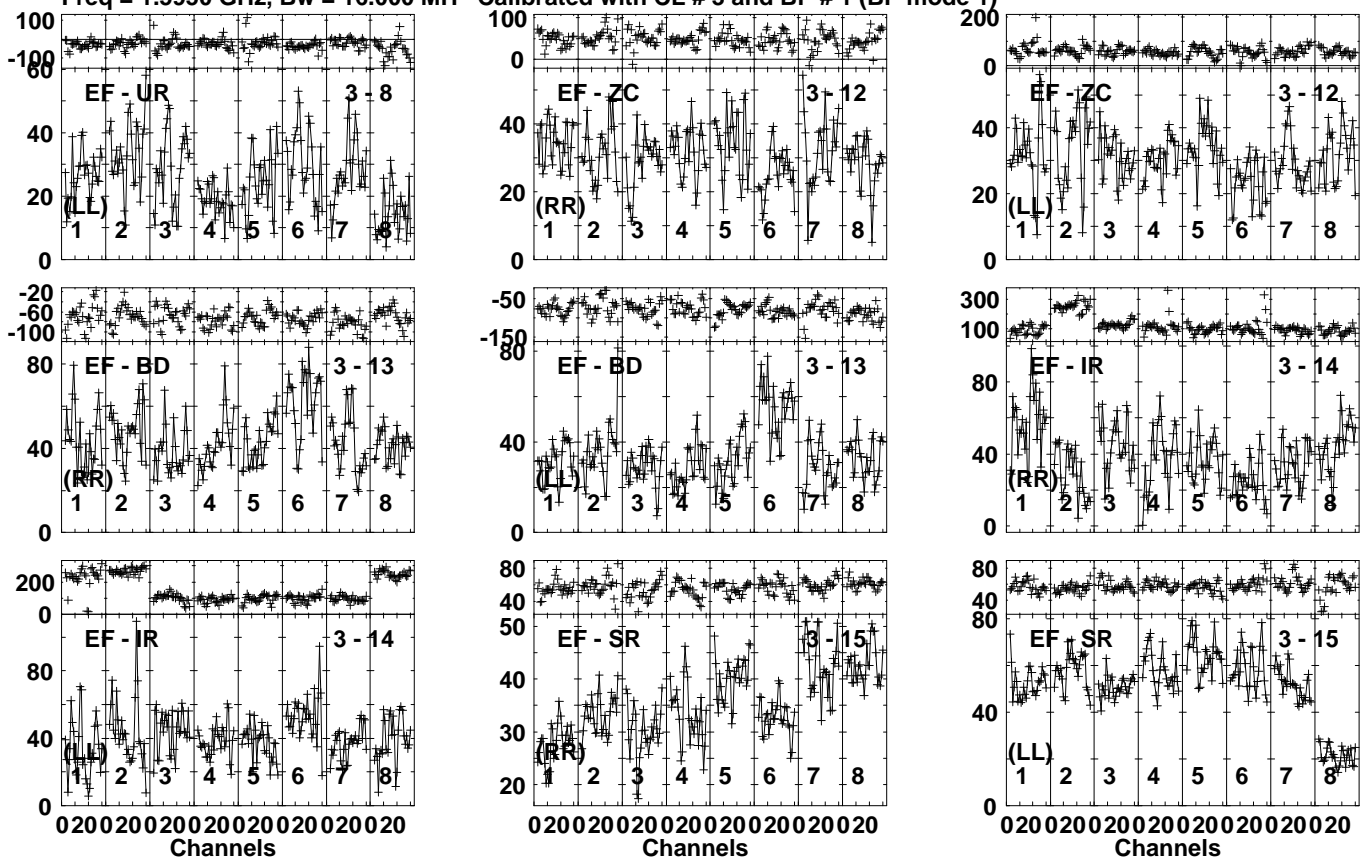 Calibrated with CL # 3 and BP # 1 (BP mode 1)
100
-100
60
40
20
0
EF - UR 3 - 8
(LL)
1 2 3 4 5 6 7 8
100
0
40
20
0
EF - ZC 3 - 12
(RR)
1 2 3 4 5 6 7 8
200
0
40
20
0
EF - ZC 3 - 12
(LL)
1 2 3 4 5 6 7 8
-20
-60
-100
80
40
0
EF - BD 3 - 13
(RR)
1 2 3 4 5 6 7 8
-50
-150
80
40
0
EF - BD 3 - 13
(LL)
1 2 3 4 5 6 7 8
300
100
80
40
0
EF - IR 3 - 14
(RR)
1 2 3 4 5 6 7 8
200
0
80
40
0
EF - IR 3 - 14
(LL)
1 2 3 4 5 6 7 8
0 20 0 20 0 20 0 20 0 20 0 20 0 20 0 20
Channels
80
40
50
40
30
20
EF - SR 3 - 15
(RR)
1 2 3 4 5 6 7 8
0 20 0 20 0 20 0 20 0 20 0 20 0 20 0 20
Channels
80
40
80
40
0
EF - SR 3 - 15
(LL)
1 2 3 4 5 6 7 8
0 20 0 20 0 20 0 20 0 20 0 20 0 20 0 20
Channels